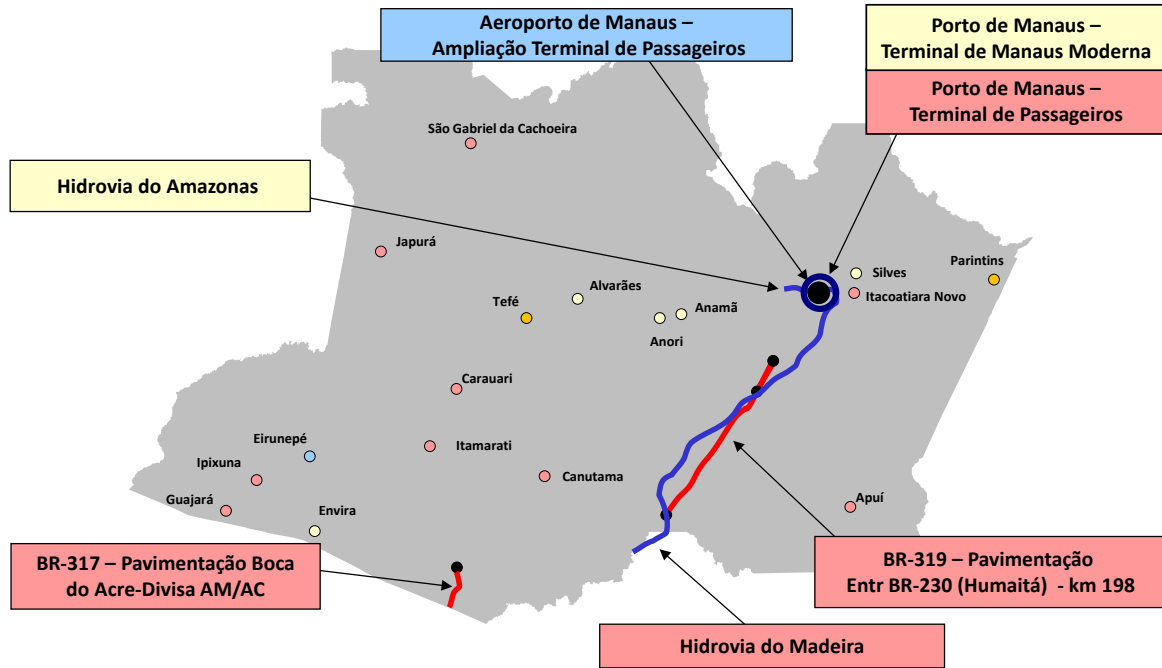 Aeroporto de Manaus –
Ampliação Terminal de Passageiros
Porto de Manaus –
Terminal de Manaus Moderna
Porto de Manaus –
Terminal de Passageiros
São Gabriel da Cachoeira
Hidrovia do Amazonas
Japurá
Silves
Parintins
Alvarães
Itacoatiara Novo
Tefé
Anamã
Anori
Carauari
Eirunepé
Itamarati
Ipixuna
Canutama
Guajará
Apuí
Envira
BR-317 – Pavimentação Boca
do Acre-Divisa AM/AC
BR-319 – Pavimentação
Entr BR-230 (Humaitá) - km 198
Hidrovia do Madeira